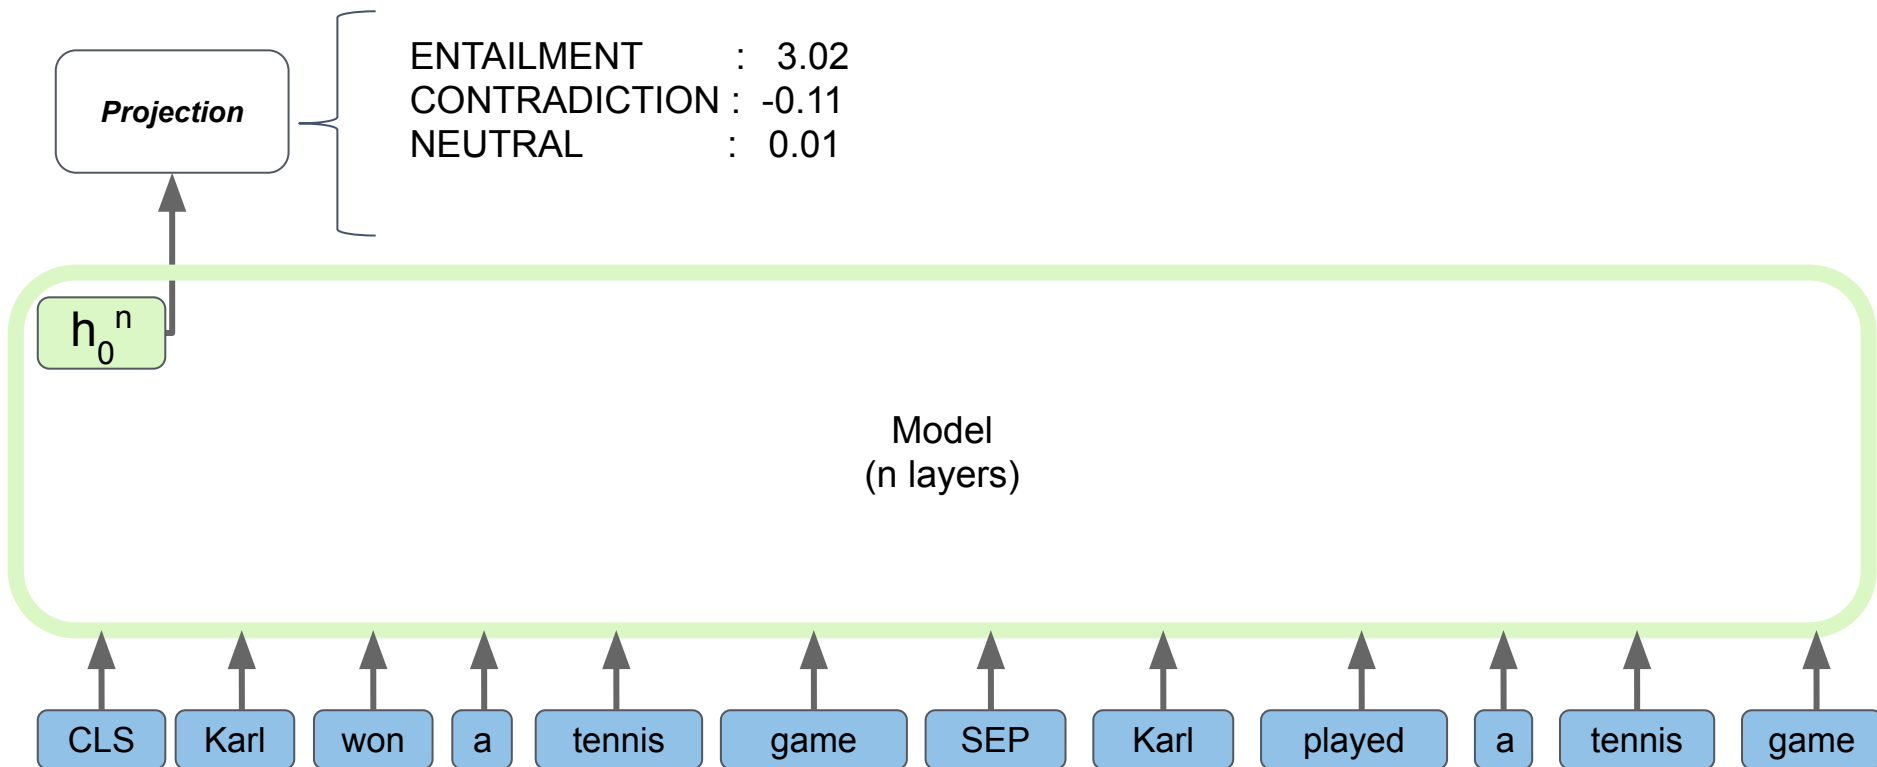 ENTAILMENT : 3.02
CONTRADICTION : -0.11
NEUTRAL : 0.01
Projection
h₀ⁿ
Model
(n layers)
CLS Karl won a tennis game SEP Karl played a tennis game